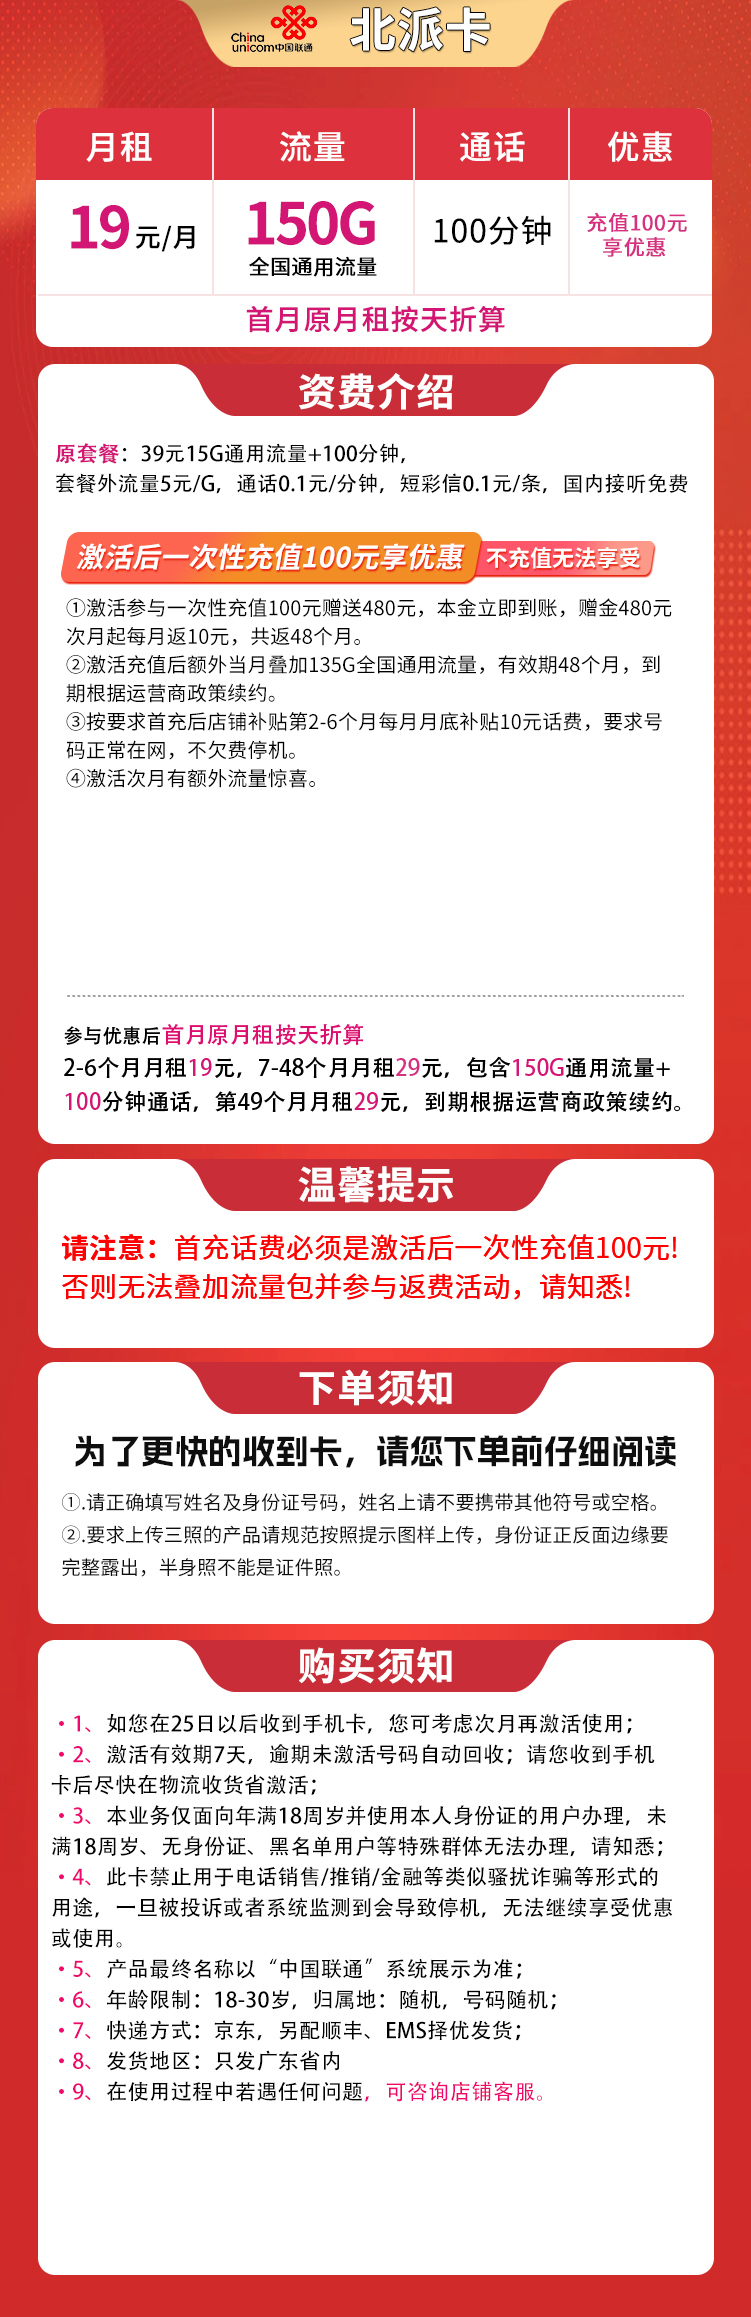 China
unicom中国联通
北派卡
月租 流量 通话 优惠
19元/月 150G 100分钟 充值100元
全国通用流量 享优惠
首月原月租按天折算
资费介绍
原套餐：39元15G通用流量+100分钟，
套餐外流量5元/G，通话0.1元/分钟，短彩信0.1元/条，国内接听免费
激活后一次性充值100元享优惠 不充值无法享受
①激活参与一次性充值100元赠送480元，本金立即到账，赠金480元
次月起每月返10元，共返48个月。
②激活充值后额外当月叠加135G全国通用流量，有效期48个月，到
期根据运营商政策续约。
③按要求首充后店铺补贴第2-6个月每月月底补贴10元话费，要求号
码正常在网，不欠费停机。
④激活次月有额外流量惊喜。
参与优惠后首月原月租按天折算
2-6个月月租19元，7-48个月月租29元，包含150G通用流量+
100分钟通话，第49个月月租29元，到期根据运营商政策续约。
温馨提示
请注意：首充话费必须是激活后一次性充值100元!
否则无法叠加流量包并参与返费活动，请知悉!
下单须知
为了更快的收到卡，请您下单前仔细阅读
①.请正确填写姓名及身份证号码，姓名上请不要携带其他符号或空格。
②.要求上传三照的产品请规范按照提示图样上传，身份证正反面边缘要
完整露出，半身照不能是证件照。
购买须知
·1、如您在25日以后收到手机卡，您可考虑次月再激活使用；
·2、激活有效期7天，逾期未激活号码自动回收；请您收到手机
卡后尽快在物流收货省激活；
·3、本业务仅面向年满18周岁并使用本人身份证的用户办理，未
满18周岁、无身份证、黑名单用户等特殊群体无法办理，请知悉；
·4、此卡禁止用于电话销售/推销/金融等类似骚扰诈骗等形式的
用途，一旦被投诉或者系统监测到会导致停机，无法继续享受优惠
或使用。
·5、产品最终名称以“中国联通”系统展示为准；
·6、年龄限制：18-30岁，归属地：随机，号码随机；
·7、快递方式：京东，另配顺丰、EMS择优发货；
·8、发货地区：只发广东省内
·9、在使用过程中若遇任何问题，可咨询店铺客服。